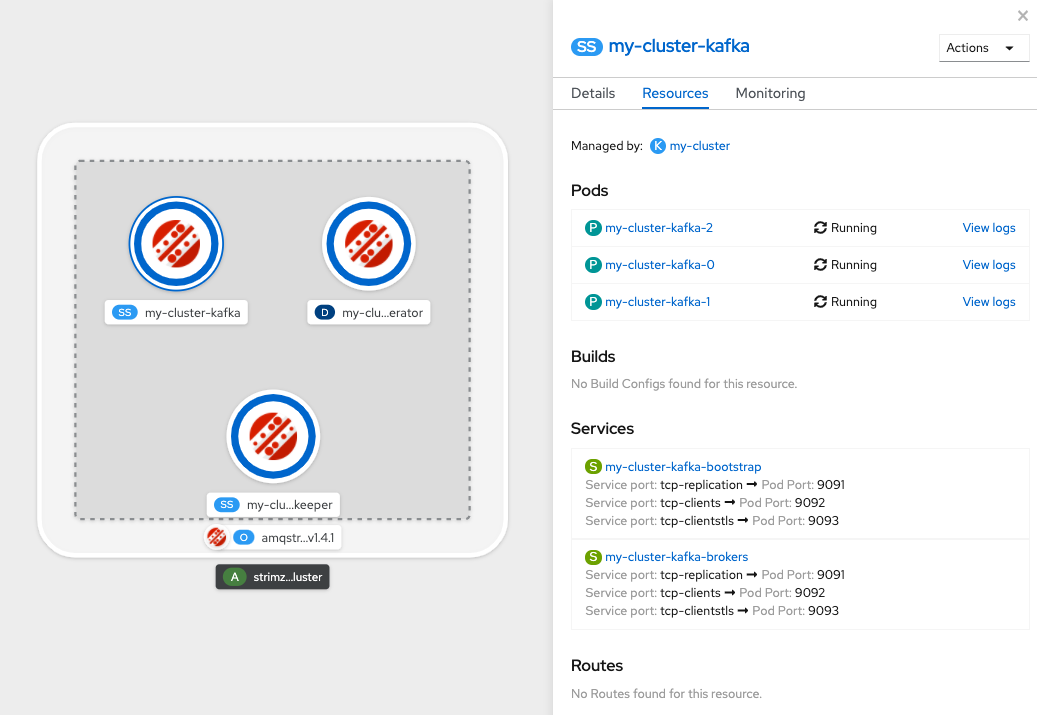 SS my-cluster-kafka
D my-clu...erator
SS my-clu...keeper
O amqstr...v1.4.1
A strimz...luster
×
SS my-cluster-kafka
Actions
Details Resources Monitoring
Managed by: K my-cluster
Pods
P my-cluster-kafka-2 Running View logs
P my-cluster-kafka-0 Running View logs
P my-cluster-kafka-1 Running View logs
Builds
No Build Configs found for this resource.
Services
S my-cluster-kafka-bootstrap
Service port: tcp-replication → Pod Port: 9091
Service port: tcp-clients → Pod Port: 9092
Service port: tcp-clientstls → Pod Port: 9093
S my-cluster-kafka-brokers
Service port: tcp-replication → Pod Port: 9091
Service port: tcp-clients → Pod Port: 9092
Service port: tcp-clientstls → Pod Port: 9093
Routes
No Routes found for this resource.